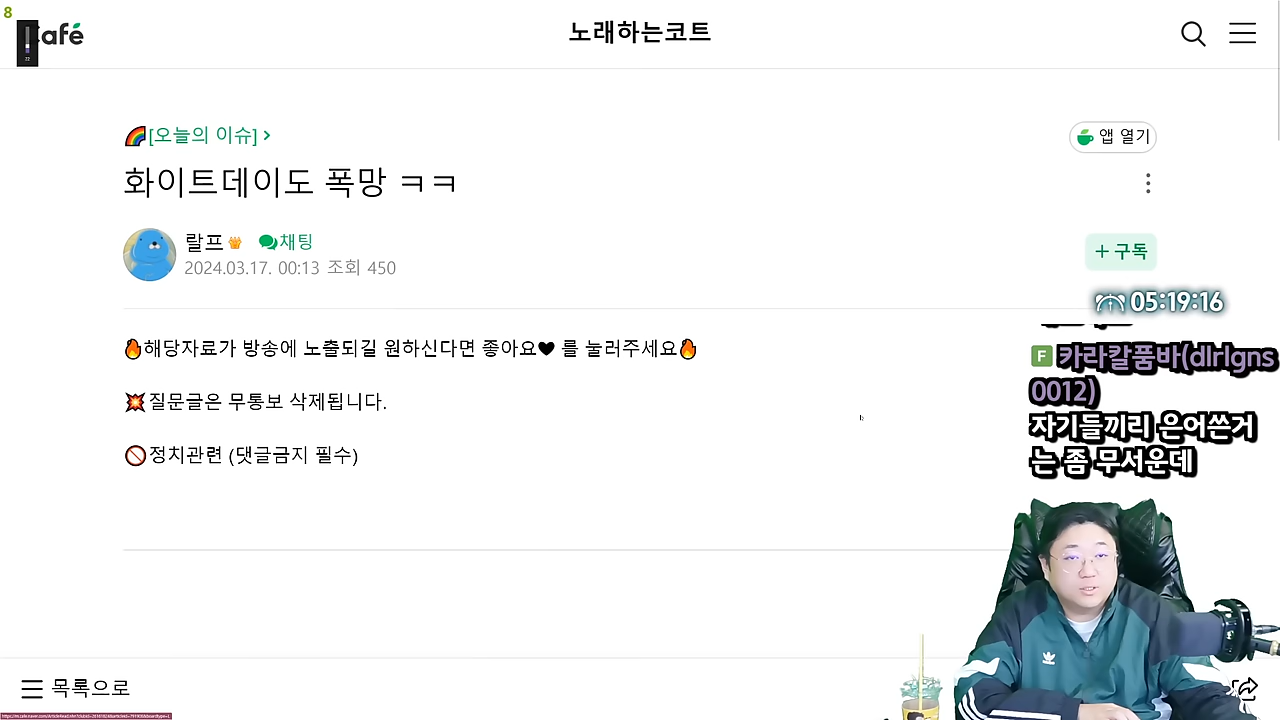 8
Café
노래하는코트
🌈[오늘의 이슈] >
앱 열기
화이트데이도 폭망 ㅋㅋ
랄프 채팅
2024.03.17. 00:13 조회 450
+ 구독
05:19:16
🔥해당자료가 방송에 노출되길 원하신다면 좋아요🖤 를 눌러주세요🔥
F 카라칼품바(dlrlgns
0012)
💥질문글은 무통보 삭제됩니다.
자기들끼리 은어쓴거
는 좀 무서운데
🚫정치관련 (댓글금지 필수)
목록으로